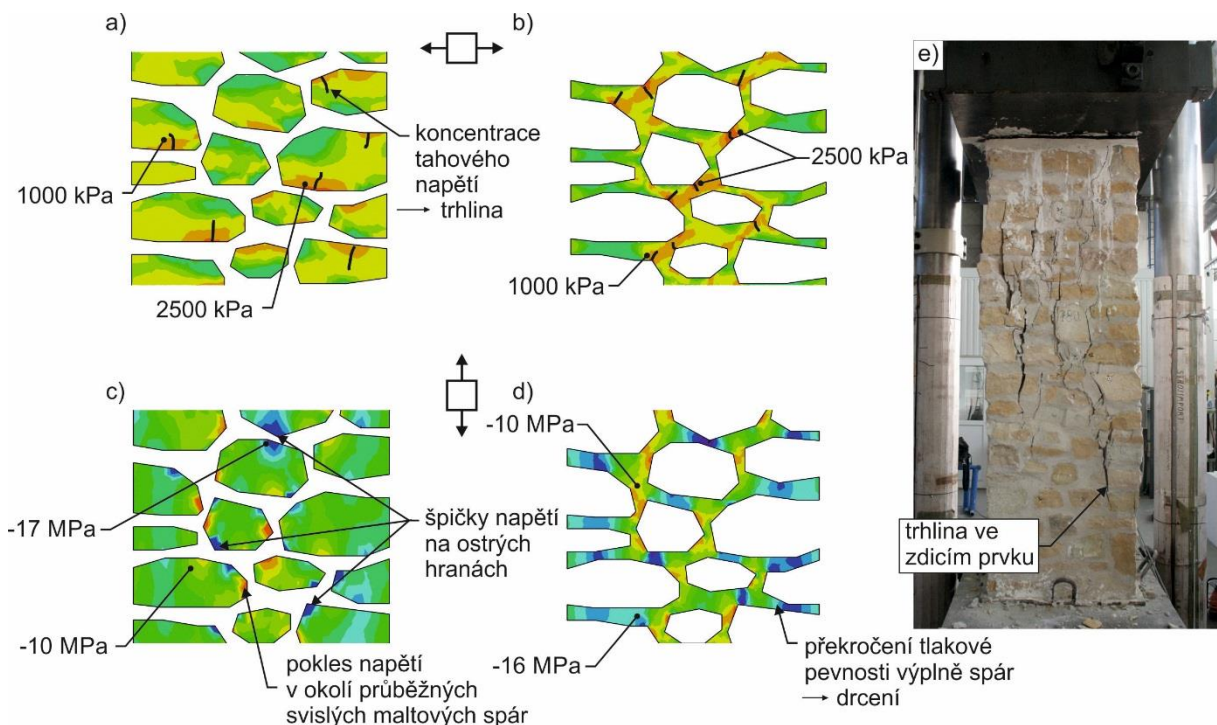 a)
b)
e)
koncentrace
tahového
napětí
→ trhlina
1000 kPa
2500 kPa
2500 kPa
1000 kPa
c)
d)
-10 MPa
-17 MPa
špičky napětí
na ostrých
hranách
-10 MPa
pokles napětí
v okolí průběžných
svislých maltových spár
-16 MPa
překročení tlakové
pevnosti výplně spár
→ drcení
trhlina ve
zdicím prvku